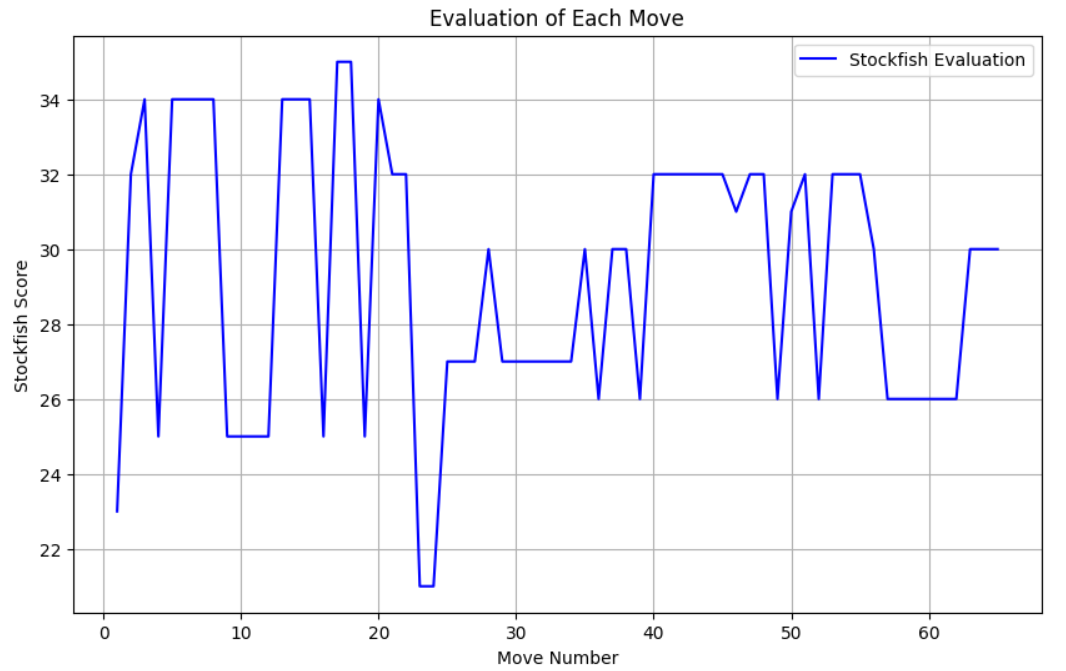 Evaluation of Each Move
Stockfish Evaluation
34
32
30
28
26
24
22
Stockfish Score
0 10 20 30 40 50 60
Move Number